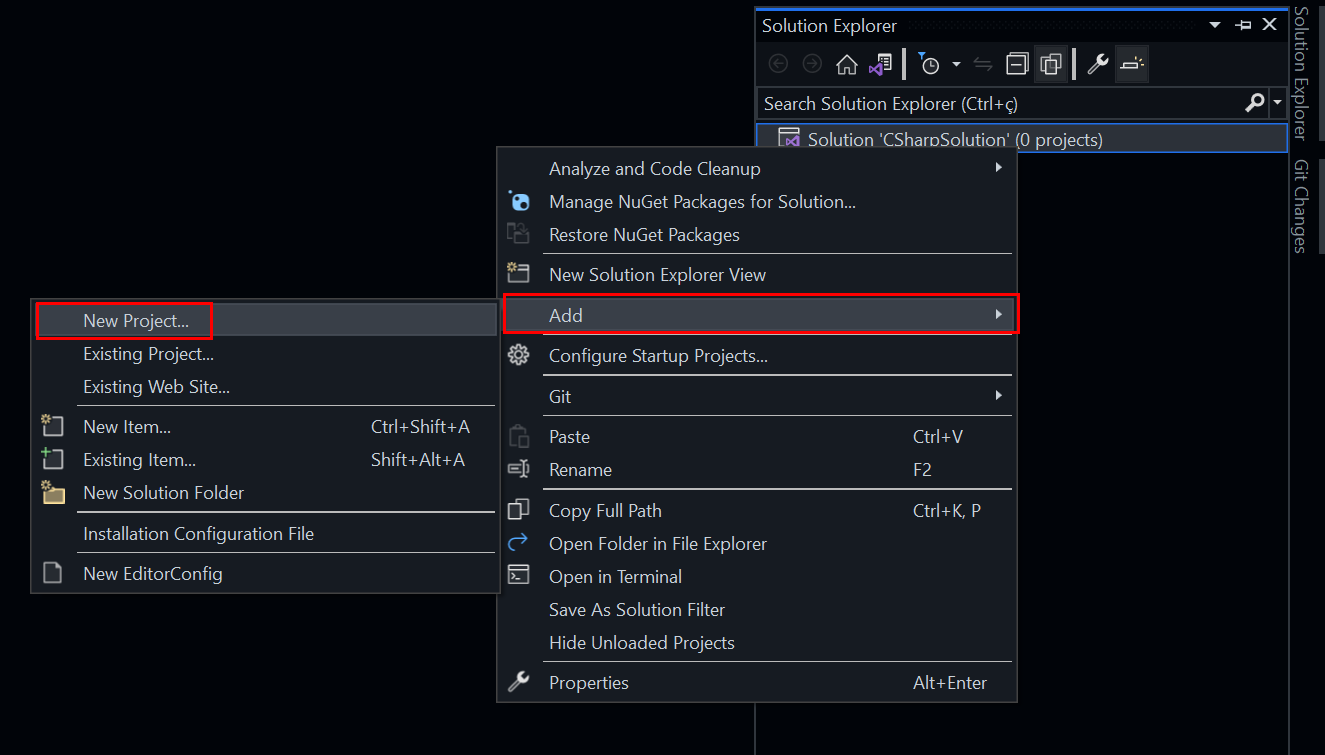 Solution Explorer
Search Solution Explorer (Ctrl+ç)
Solution 'CSharpSolution' (0 projects)
Solution Explorer
Git Changes
Analyze and Code Cleanup
Manage NuGet Packages for Solution...
Restore NuGet Packages
New Solution Explorer View
Add
Configure Startup Projects...
Git
Paste Ctrl+V
Rename F2
Copy Full Path Ctrl+K, P
Open Folder in File Explorer
Open in Terminal
Save As Solution Filter
Hide Unloaded Projects
Properties Alt+Enter
New Project...
Existing Project...
Existing Web Site...
New Item... Ctrl+Shift+A
Existing Item... Shift+Alt+A
New Solution Folder
Installation Configuration File
New EditorConfig